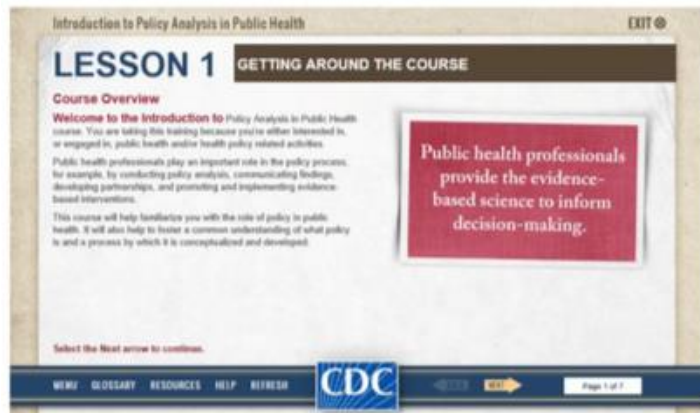 Introduction to Policy Analysis in Public Health
EXIT
LESSON 1
GETTING AROUND THE COURSE
Course Overview
Welcome to the Introduction to Policy Analysis in Public Health
course. You are taking this training because you're either interested in,
or engaged in, public health and/or health policy related activities.
Public health professionals play an important role in the policy process,
for example, by conducting policy analysis, communicating findings,
developing partnerships, and promoting and implementing evidence-
based interventions.
This course will help familiarize you with the role of policy in public
health. It will also help to foster a common understanding of what policy
is and a process by which it is conceptualized and developed.
Public health professionals
provide the evidence-
based science to inform
decision-making.
Select the Next arrow to continue.
MENU GLOSSARY RESOURCES HELP REFRESH
CDC
NEXT
Page 1 of 7